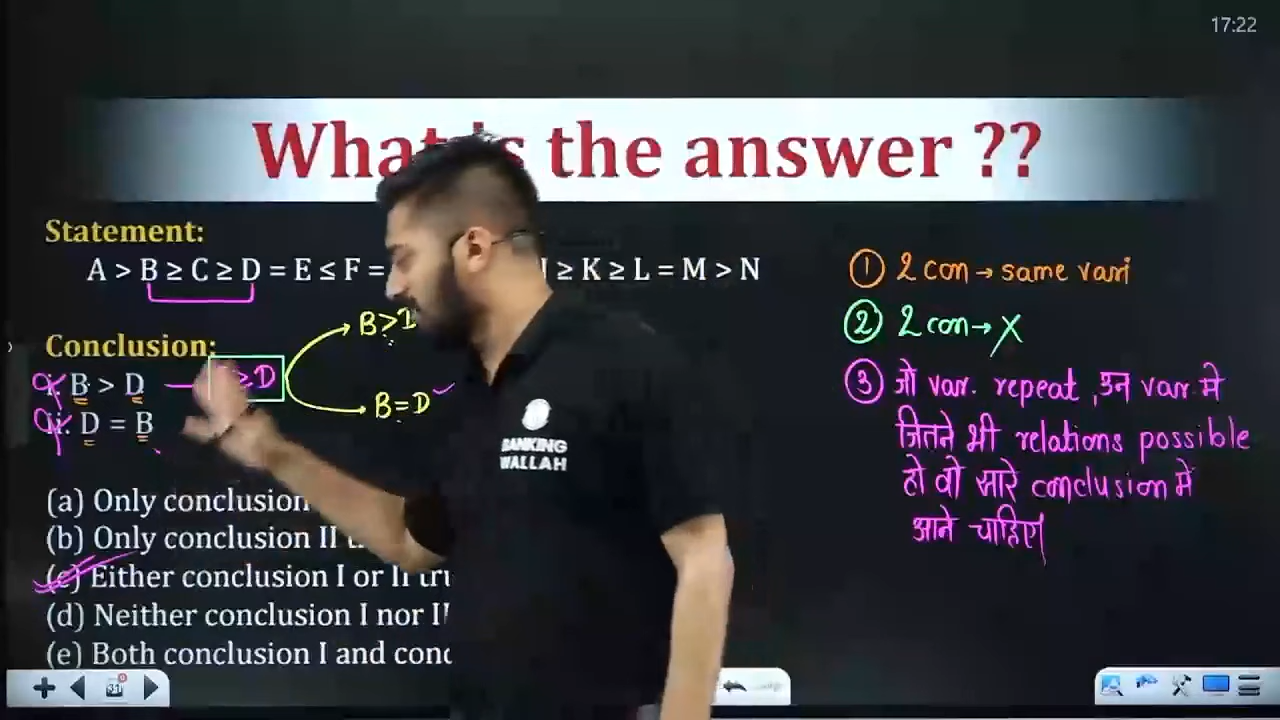 17:22
What is the answer ??
Statement:
A > B ≥ C ≥ D = E ≤ F = ≥ K ≥ L = M > N
① 2 con → same vari
② 2 con → X
③ जो var. repeat, उन var में
जितने भी relations possible
हो वो सारे conclusion में
आने चाहिए
Conclusion:
i. B > D ≥ D
ii. D = B
B > D
B = D
(a) Only conclusion
(b) Only conclusion II
(c) Either conclusion I or II
(d) Neither conclusion I nor
(e) Both conclusion I and
BANKING
WALLAH